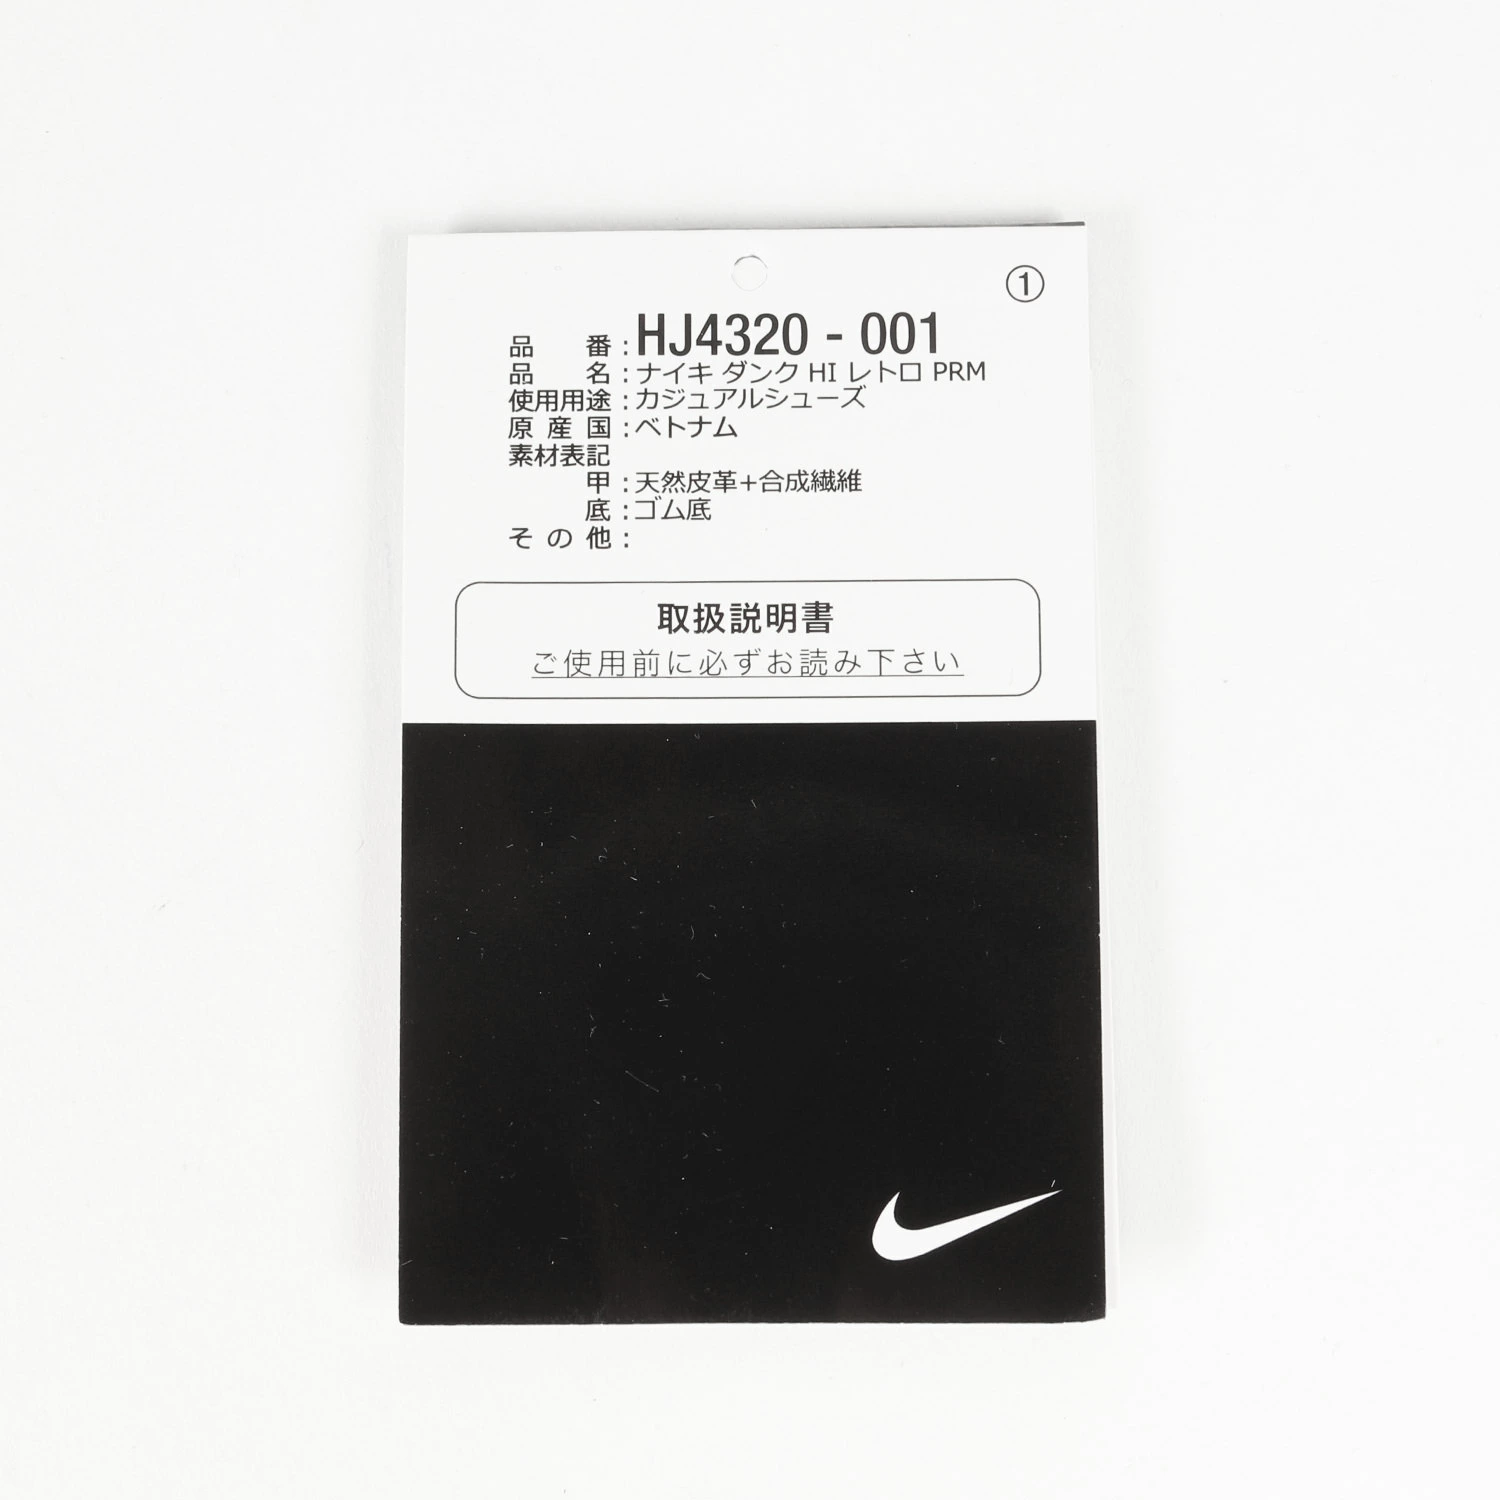 ①
品番:HJ4320 - 001
品名:ナイキ ダンク HI レトロ PRM
使用用途:カジュアルシューズ
原産国:ベトナム
素材表記
甲:天然皮革+合成繊維
底:ゴム底
その他:
取扱説明書
ご使用前に必ずお読み下さい